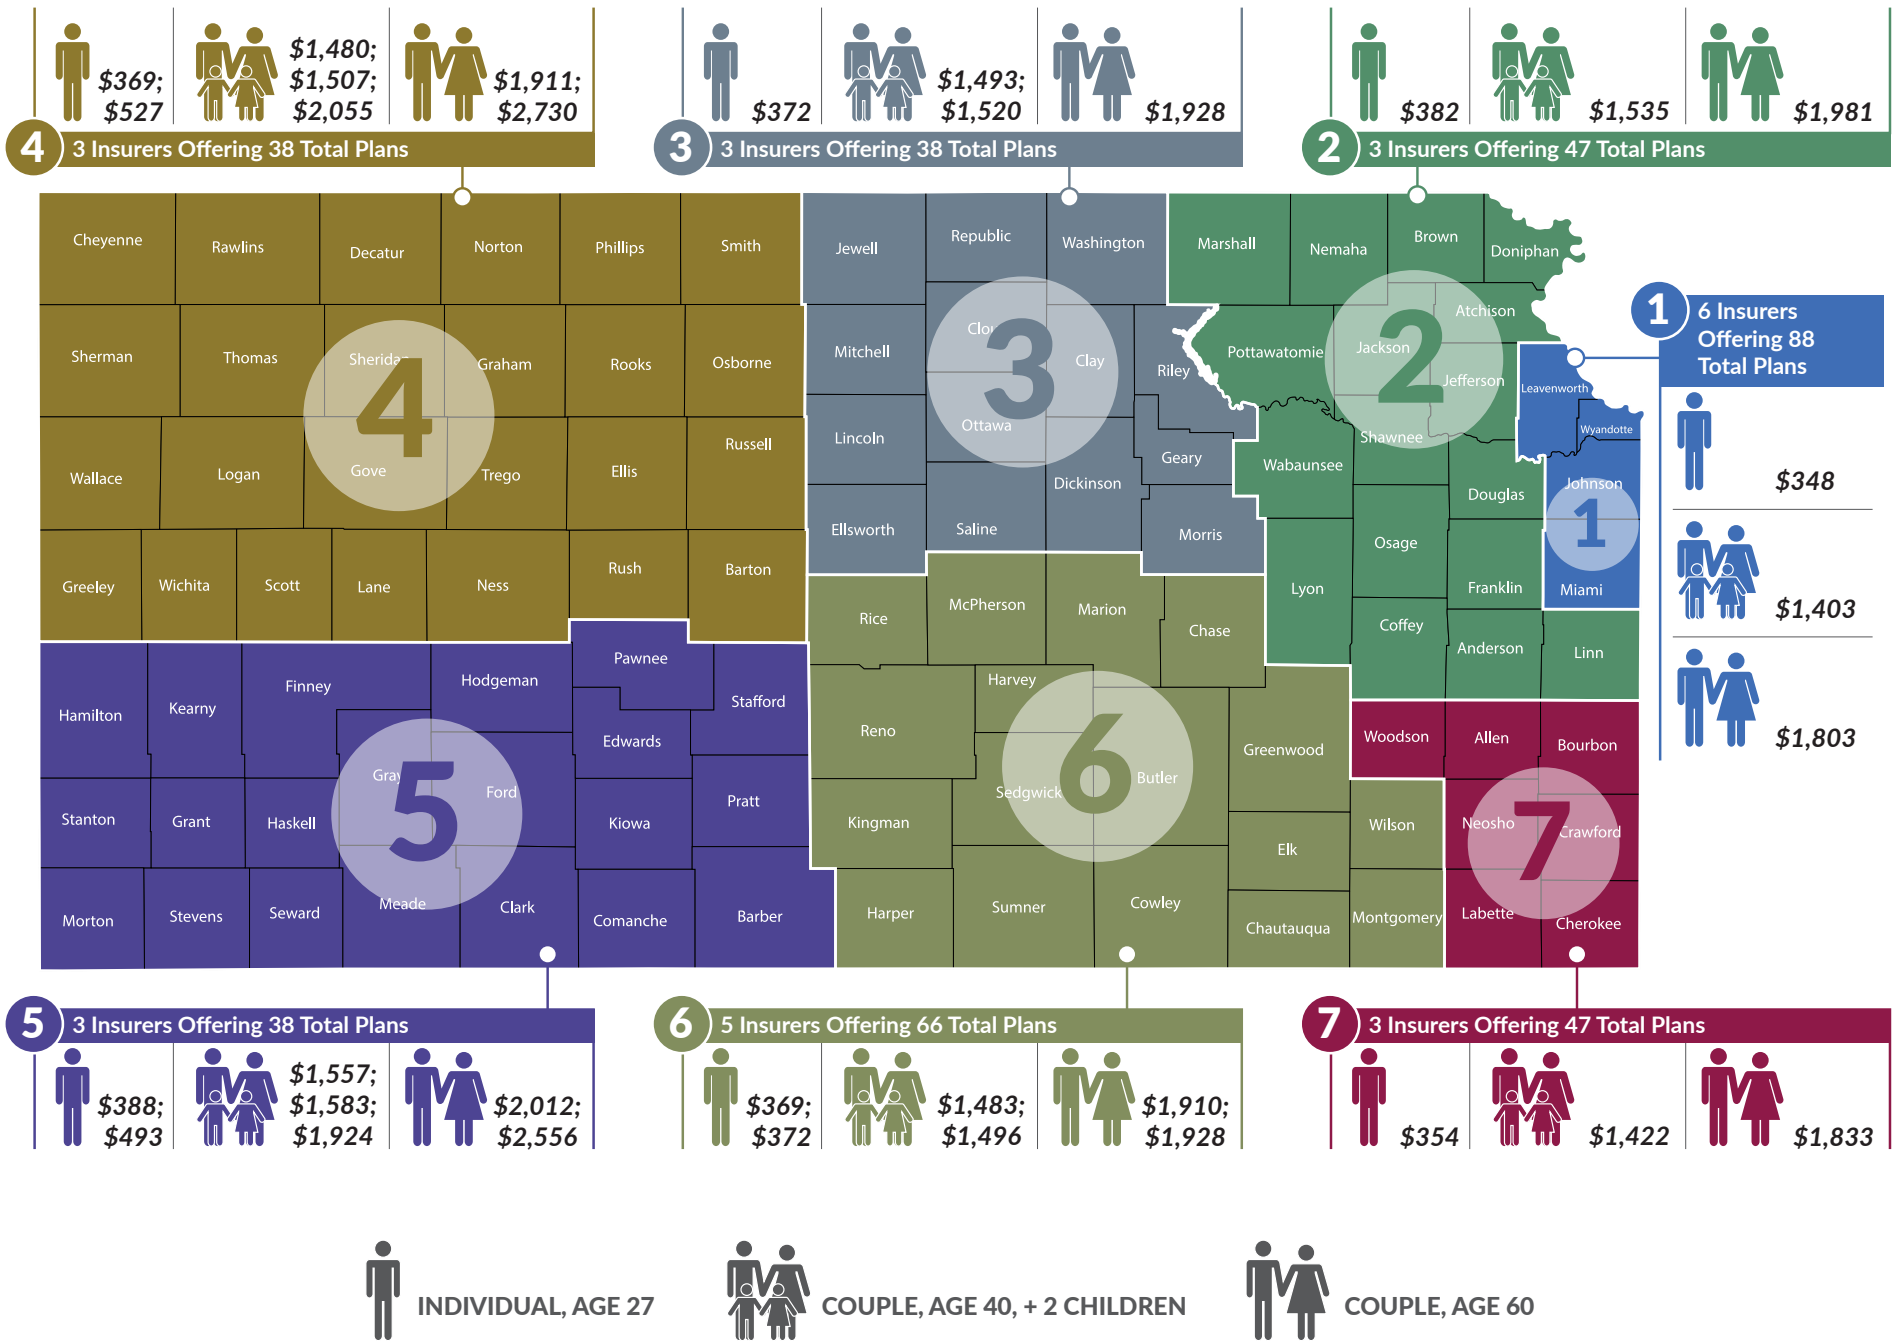 $369;
$527
$1,480;
$1,507;
$2,055
$1,911;
$2,730
4
3 Insurers Offering 38 Total Plans
$372
$1,493;
$1,520
$1,928
3
3 Insurers Offering 38 Total Plans
$382
$1,535
$1,981
2
3 Insurers Offering 47 Total Plans
1
6 Insurers
Offering 88
Total Plans
$348
$1,403
$1,803
Cheyenne
Rawlins
Decatur
Norton
Phillips
Smith
Sherman
Thomas
Sheridan
Graham
Rooks
Osborne
4
Wallace
Logan
Gove
Trego
Ellis
Russell
Greeley
Wichita
Scott
Lane
Ness
Rush
Barton
Jewell
Republic
Washington
Mitchell
Cloud
Clay
Riley
3
Lincoln
Ottawa
Geary
Dickinson
Ellsworth
Saline
Morris
Marshall
Nemaha
Brown
Doniphan
Atchison
Pottawatomie
Jackson
Jefferson
2
Shawnee
Wabaunsee
Douglas
Osage
Lyon
Franklin
Coffey
Anderson
Linn
Leavenworth
Wyandotte
Johnson
1
Miami
Hamilton
Kearny
Finney
Hodgeman
Pawnee
Stafford
Edwards
Gray
Ford
5
Stanton
Grant
Haskell
Kiowa
Pratt
Morton
Stevens
Seward
Meade
Clark
Comanche
Barber
Rice
McPherson
Marion
Chase
Reno
Harvey
Sedgwick
Butler
Greenwood
6
Kingman
Elk
Wilson
Harper
Sumner
Cowley
Chautauqua
Montgomery
Woodson
Allen
Bourbon
Neosho
Crawford
7
Labette
Cherokee
5
3 Insurers Offering 38 Total Plans
$388;
$493
$1,557;
$1,583;
$1,924
$2,012;
$2,556
6
5 Insurers Offering 66 Total Plans
$369;
$372
$1,483;
$1,496
$1,910;
$1,928
7
3 Insurers Offering 47 Total Plans
$354
$1,422
$1,833
INDIVIDUAL, AGE 27
COUPLE, AGE 40, + 2 CHILDREN
COUPLE, AGE 60